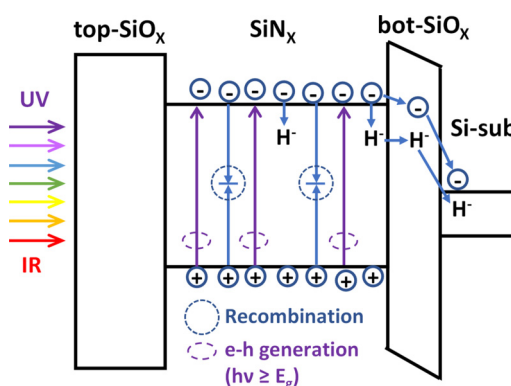 top-SiOX
SiNX
bot-SiOX
UV
IR
Si-sub
- - - - - - -
H-
H-
H-
-
-
H-
+ + + + + + +
Recombination
e-h generation
(hν ≥ Eg)